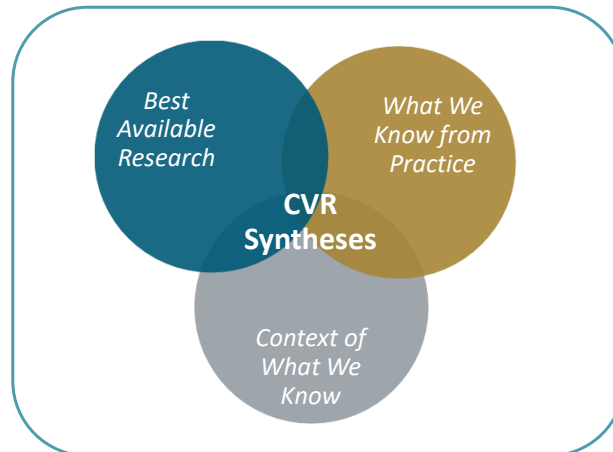 Best
Available
Research
What We
Know from
Practice
CVR
Syntheses
Context of
What We
Know